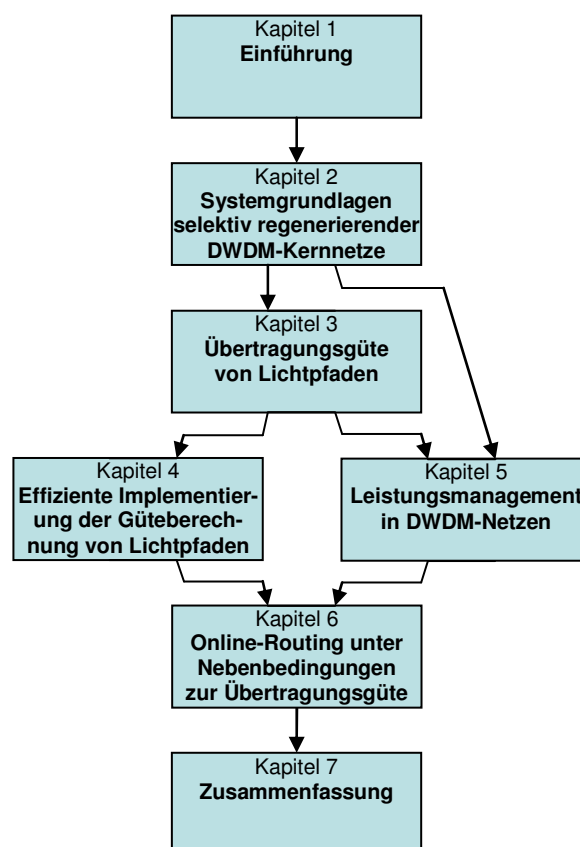 Kapitel 1
Einführung
Kapitel 2
Systemgrundlagen
selektiv regenerierender
DWDM-Kernnetze
Kapitel 3
Übertragungsgüte
von Lichtpfaden
Kapitel 4
Effiziente Implementier-
ung der Güteberech-
nung von Lichtpfaden
Kapitel 5
Leistungsmanagement
in DWDM-Netzen
Kapitel 6
Online-Routing unter
Nebenbedingungen
zur Übertragungsgüte
Kapitel 7
Zusammenfassung